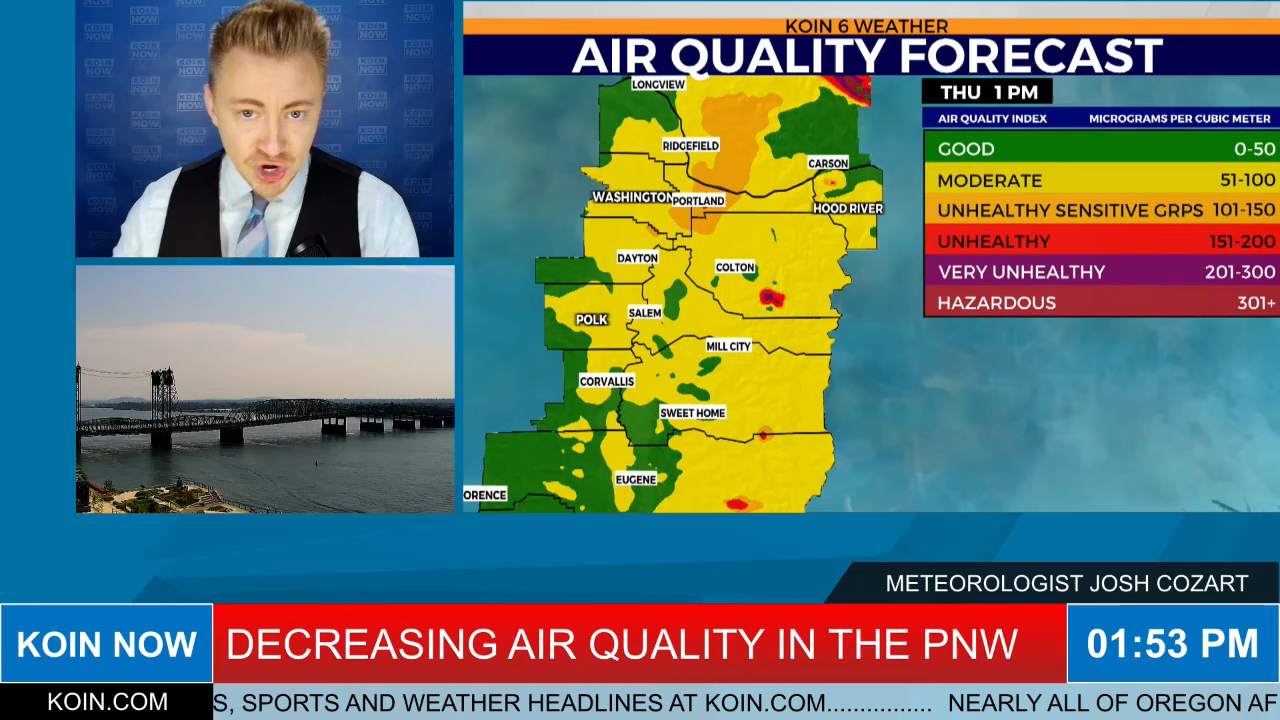 KOIN NOW
KOIN 6 WEATHER
AIR QUALITY FORECAST
THU 1 PM
AIR QUALITY INDEX MICROGRAMS PER CUBIC METER
GOOD 0-50
MODERATE 51-100
UNHEALTHY SENSITIVE GRPS 101-150
UNHEALTHY 151-200
VERY UNHEALTHY 201-300
HAZARDOUS 301+
LONGVIEW
RIDGEFIELD
CARSON
WASHINGTON
PORTLAND
HOOD RIVER
DAYTON
COLTON
SALEM
POLK
MILL CITY
CORVALLIS
SWEET HOME
EUGENE
ORENCE
METEOROLOGIST JOSH COZART
KOIN NOW
DECREASING AIR QUALITY IN THE PNW
01:53 PM
KOIN.COM
S, SPORTS AND WEATHER HEADLINES AT KOIN.COM............... NEARLY ALL OF OREGON AF